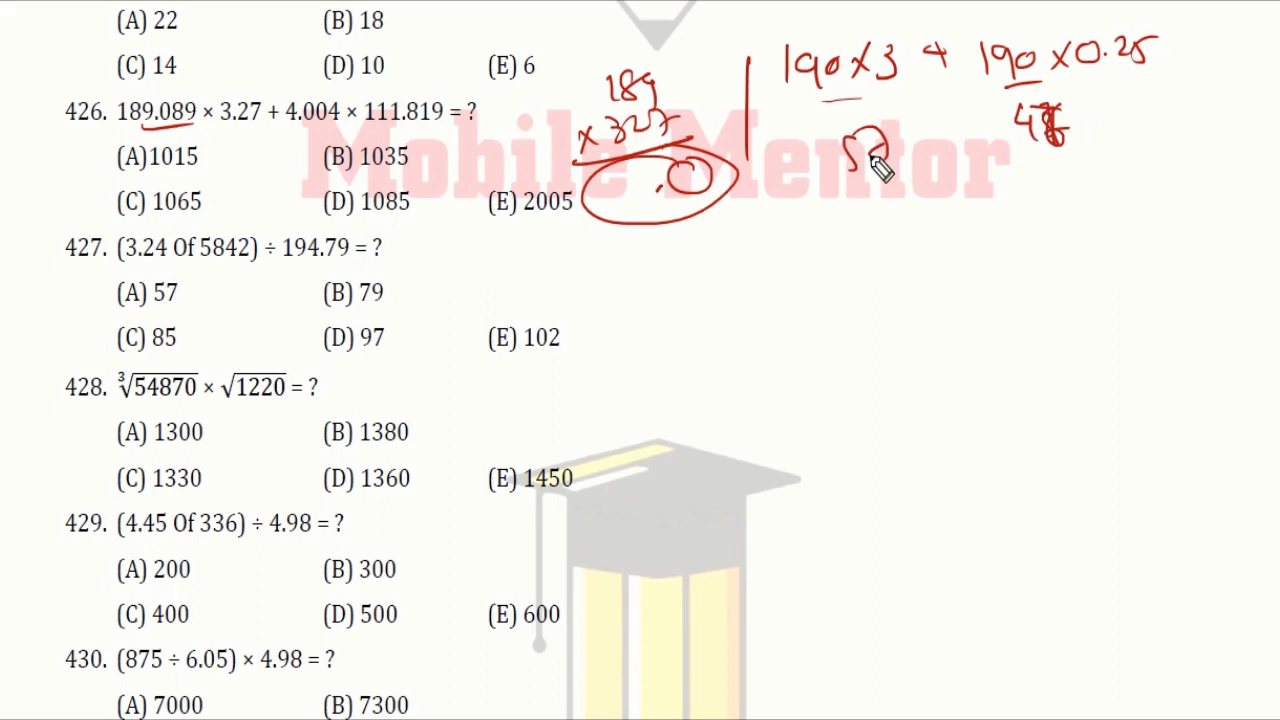 (A) 22 (B) 18
(C) 14 (D) 10 (E) 6
426. 189.089 × 3.27 + 4.004 × 111.819 = ?
(A)1015 (B) 1035
(C) 1065 (D) 1085 (E) 2005
427. (3.24 Of 5842) ÷ 194.79 = ?
(A) 57 (B) 79
(C) 85 (D) 97 (E) 102
428. ∛54870 × √1220 = ?
(A) 1300 (B) 1380
(C) 1330 (D) 1360 (E) 1450
429. (4.45 Of 336) ÷ 4.98 = ?
(A) 200 (B) 300
(C) 400 (D) 500 (E) 600
430. (875 ÷ 6.05) × 4.98 = ?
(A) 7000 (B) 7300
189
× 327
190 × 3 + 190 × 0.25
Mobile Mentor